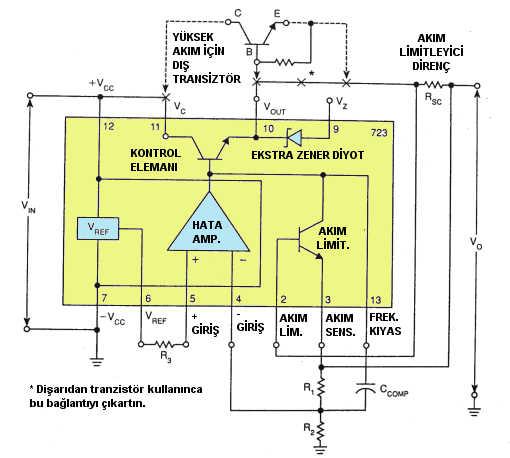 C E
B
YÜKSEK
AKIM İÇİN
DIŞ
TRANSİZTÖR
*
AKIM
LİMİTLEYİCİ
DİRENÇ
+VCC
VC
VOUT
VZ
RSC
12
11
10
9
723
KONTROL
ELEMANI
EKSTRA ZENER DİYOT
VIN
VREF
HATA
AMP.
+ -
AKIM
LİMİT.
VO
7
6
5
4
2
3
13
-VCC
VREF
+
GİRİŞ
-
GİRİŞ
AKIM
LİM.
AKIM
SENS.
FREK.
KIYAS
R3
R1
CCOMP
R2
* Dişarıdan tranzistör kullanınca
bu bağlantıyı çıkartın.